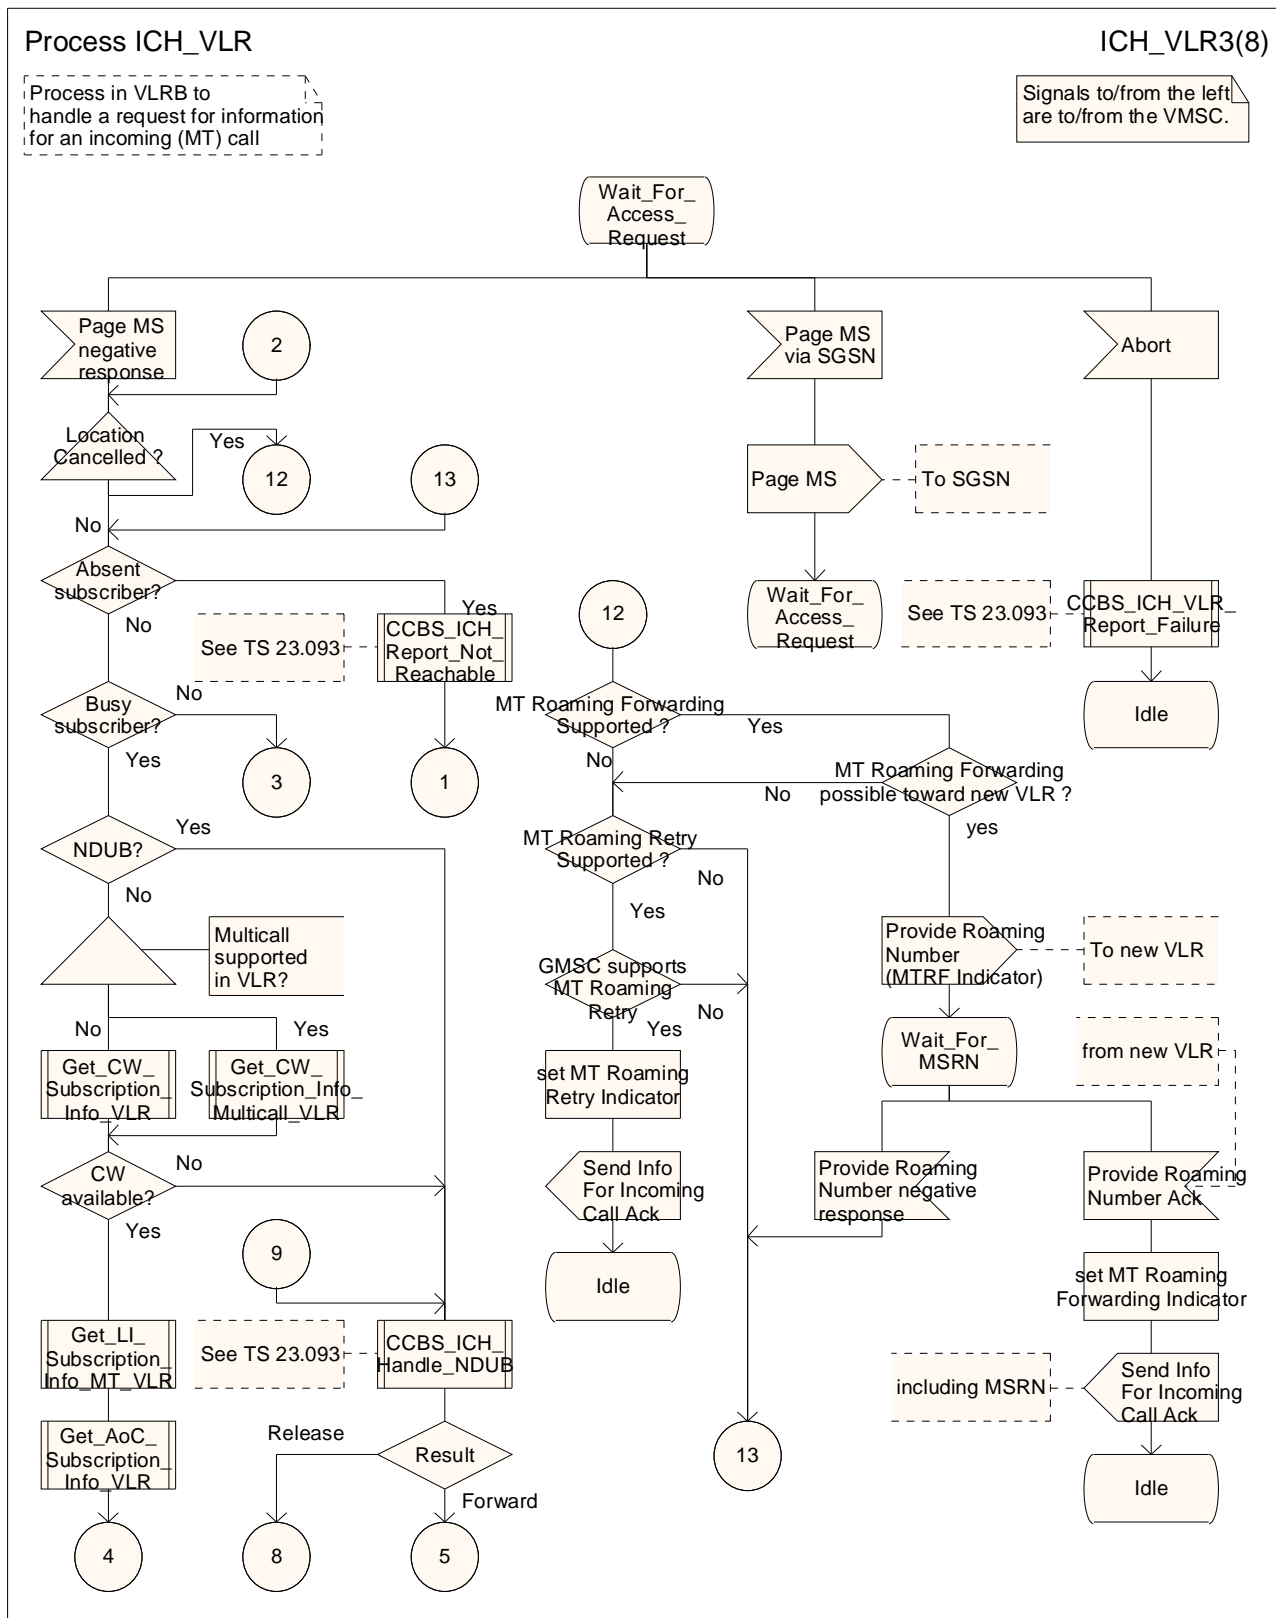 Process ICH_VLR
ICH_VLR3(8)
Process in VLRB to
handle a request for information
for an incoming (MT) call
Signals to/from the left
are to/from the VMSC.
Wait_For_
Access_
Request
Page MS
negative
response
2
Page MS
via SGSN
Abort
Location
Cancelled ?
Yes
12
13
Page MS
To SGSN
No
Absent
subscriber?
Yes
No
See TS 23.093
CCBS_ICH_
Report_Not_
Reachable
12
Wait_For_
Access_
Request
See TS 23.093
CCBS_ICH_VLR_
Report_Failure
Busy
subscriber?
No
Yes
3
1
MT Roaming Forwarding
Supported ?
Yes
No
Idle
MT Roaming Forwarding
possible toward new VLR ?
No
yes
NDUB?
Yes
No
MT Roaming Retry
Supported ?
No
Yes
Multicall
supported
in VLR?
GMSC supports
MT Roaming
Retry
No
Yes
Provide Roaming
Number
(MTRF Indicator)
To new VLR
No
Yes
Get_CW_
Subscription_
Info_VLR
Get_CW_
Subscription_Info_
Multicall_VLR
set MT Roaming
Retry Indicator
Wait_For_
MSRN
from new VLR
CW
available?
No
Yes
Send Info
For Incoming
Call Ack
Provide Roaming
Number negative
response
Provide Roaming
Number Ack
9
Idle
set MT Roaming
Forwarding Indicator
Get_LI_
Subscription_
Info_MT_VLR
See TS 23.093
CCBS_ICH_
Handle_NDUB
including MSRN
Send Info
For Incoming
Call Ack
Get_AoC_
Subscription_
Info_VLR
Release
Result
Forward
13
Idle
4
8
5